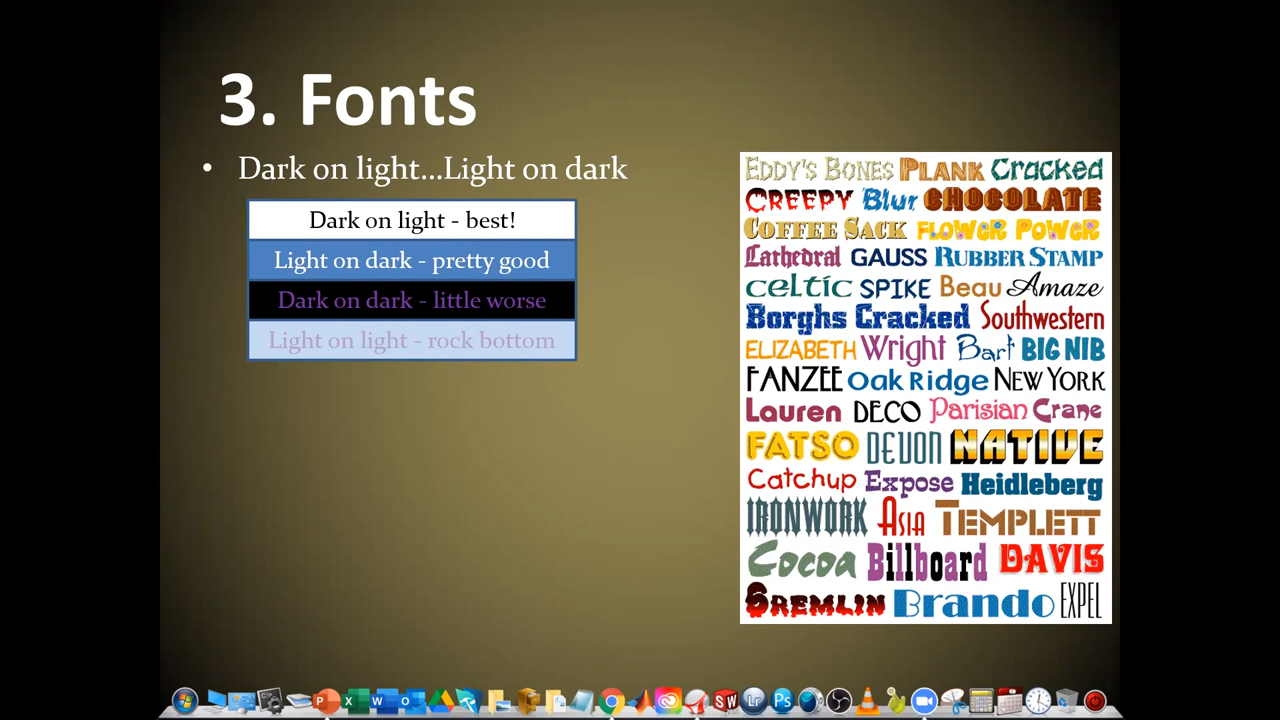 3. Fonts
• Dark on light...Light on dark
Dark on light - best!
Light on dark - pretty good
Dark on dark - little worse
Light on light - rock bottom
EDDY'S BONES PLANK Cracked
CREEPY Blur CHOCOLATE
COFFEE SACK FLOWER POWER
Cathedral GAUSS RUBBER STAMP
celtic SPIKE Beau Amaze
Borghs Cracked Southwestern
ELIZABETH Wright Bart BIG NIB
FANZEE Oak Ridge NEW YORK
Lauren DECO Parisian Crane
FATSO DEVON NATIVE
Catchup Expose Heidleberg
IRONWORK ASIA TEMPLETT
Cocoa Billboard DAVIS
GREMLIN Brando EXPEL
P X W O SW Lr Ps